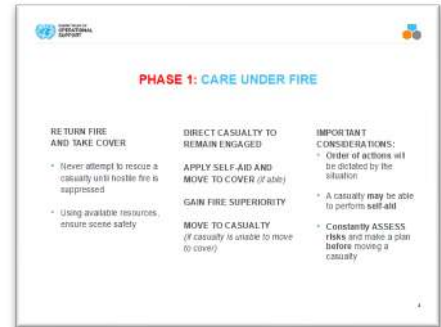 OPERATIONAL
SUPPORT
PHASE 1: CARE UNDER FIRE
RETURN FIRE
AND TAKE COVER
• Never attempt to rescue a
casualty until hostile fire is
suppressed
• Using available resources,
ensure scene safety
DIRECT CASUALTY TO
REMAIN ENGAGED
APPLY SELF-AID AND
MOVE TO COVER (if able)
GAIN FIRE SUPERIORITY
MOVE TO CASUALTY
(if casualty is unable to move
to cover)
IMPORTANT
CONSIDERATIONS:
• Order of actions will
be dictated by the
situation
• A casualty may be able
to perform self-aid
• Constantly ASSESS
risks and make a plan
before moving a
casualty